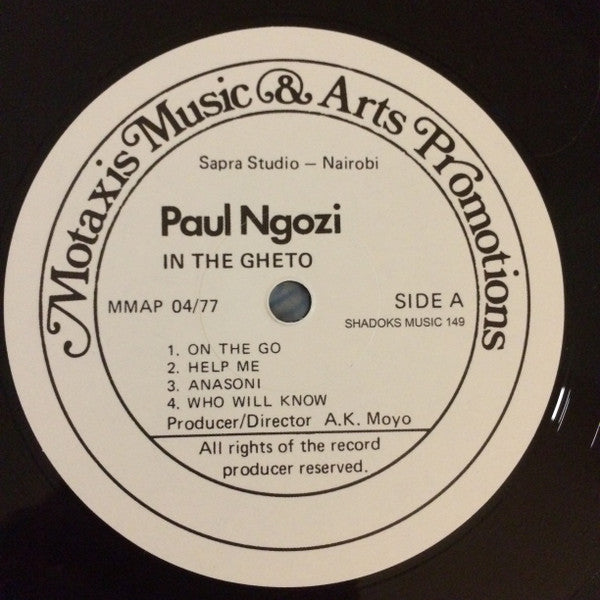 Motaxis Music & Arts Promotions
Sapra Studio – Nairobi
Paul Ngozi
IN THE GHETO
MMAP 04/77
SIDE A
SHADOKS MUSIC 149
1. ON THE GO
2. HELP ME
3. ANASONI
4. WHO WILL KNOW
Producer/Director A.K. Moyo
All rights of the record
producer reserved.